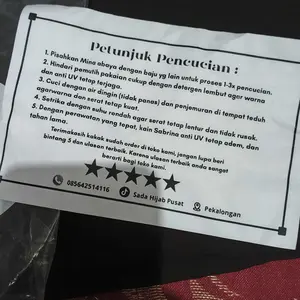 Petunjuk Pencucian :
1. Pisahkan Mina abaya dengan baju yg lain untuk proses 1-3x pencucian.
2. Hindari pemutih pakaian cukup dengan detergen lembut agar warna
dan anti UV tetap terjaga.
3. Cuci dengan air dingin (tidak panas) dan penjemuran di tempat teduh
agarwarna dan serat tetap kuat.
4. Setrika dengan suhu rendah agar serat tetap lentur dan tidak rusak.
5. Dengan perawatan yang tepat, kain Sabrina anti UV tetap adem, dan
tahan lama.
Terimakasih kakak sudah order di toko kami, jangan lupa beri
bintang 5 dan ulasan terbaik. Karena ulasan terbaik anda sangat
berarti bagi toko kami.
085642514116
Sada Hijab Pusat
Pekalongan